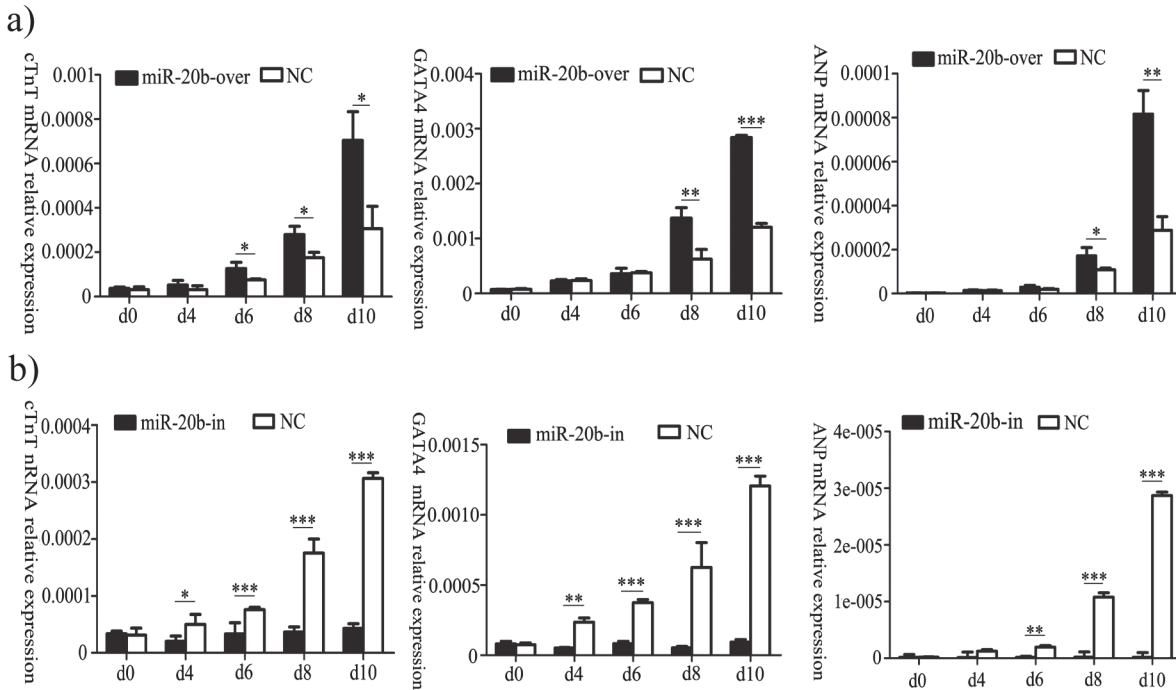 a)
cTnT mRNA relative expression
miR-20b-over NC
0.001
0.0008
0.0006
0.0004
0.0002
0
* * *
d0 d4 d6 d8 d10
GATA4 mRNA relative expression
miR-20b-over NC
0.004
0.003
0.002
0.001
0
** ***
d0 d4 d6 d8 d10
ANP mRNA relative expression
miR-20b-over NC
0.0001
0.00008
0.00006
0.00004
0.00002
0
* **
d0 d4 d6 d8 d10
b)
cTnT nRNA relative expression
miR-20b-in NC
0.0004
0.0003
0.0002
0.0001
0
* *** *** ***
d0 d4 d6 d8 d10
GATA4 mRNA relative expression
miR-20b-in NC
0.0015
0.0010
0.0005
0.000
** *** *** ***
d0 d4 d6 d8 d10
ANP mRNA relative expression
miR-20b-in NC
4e-005
3e-005
2e-005
1e-005
0
** *** ***
d0 d4 d6 d8 d10